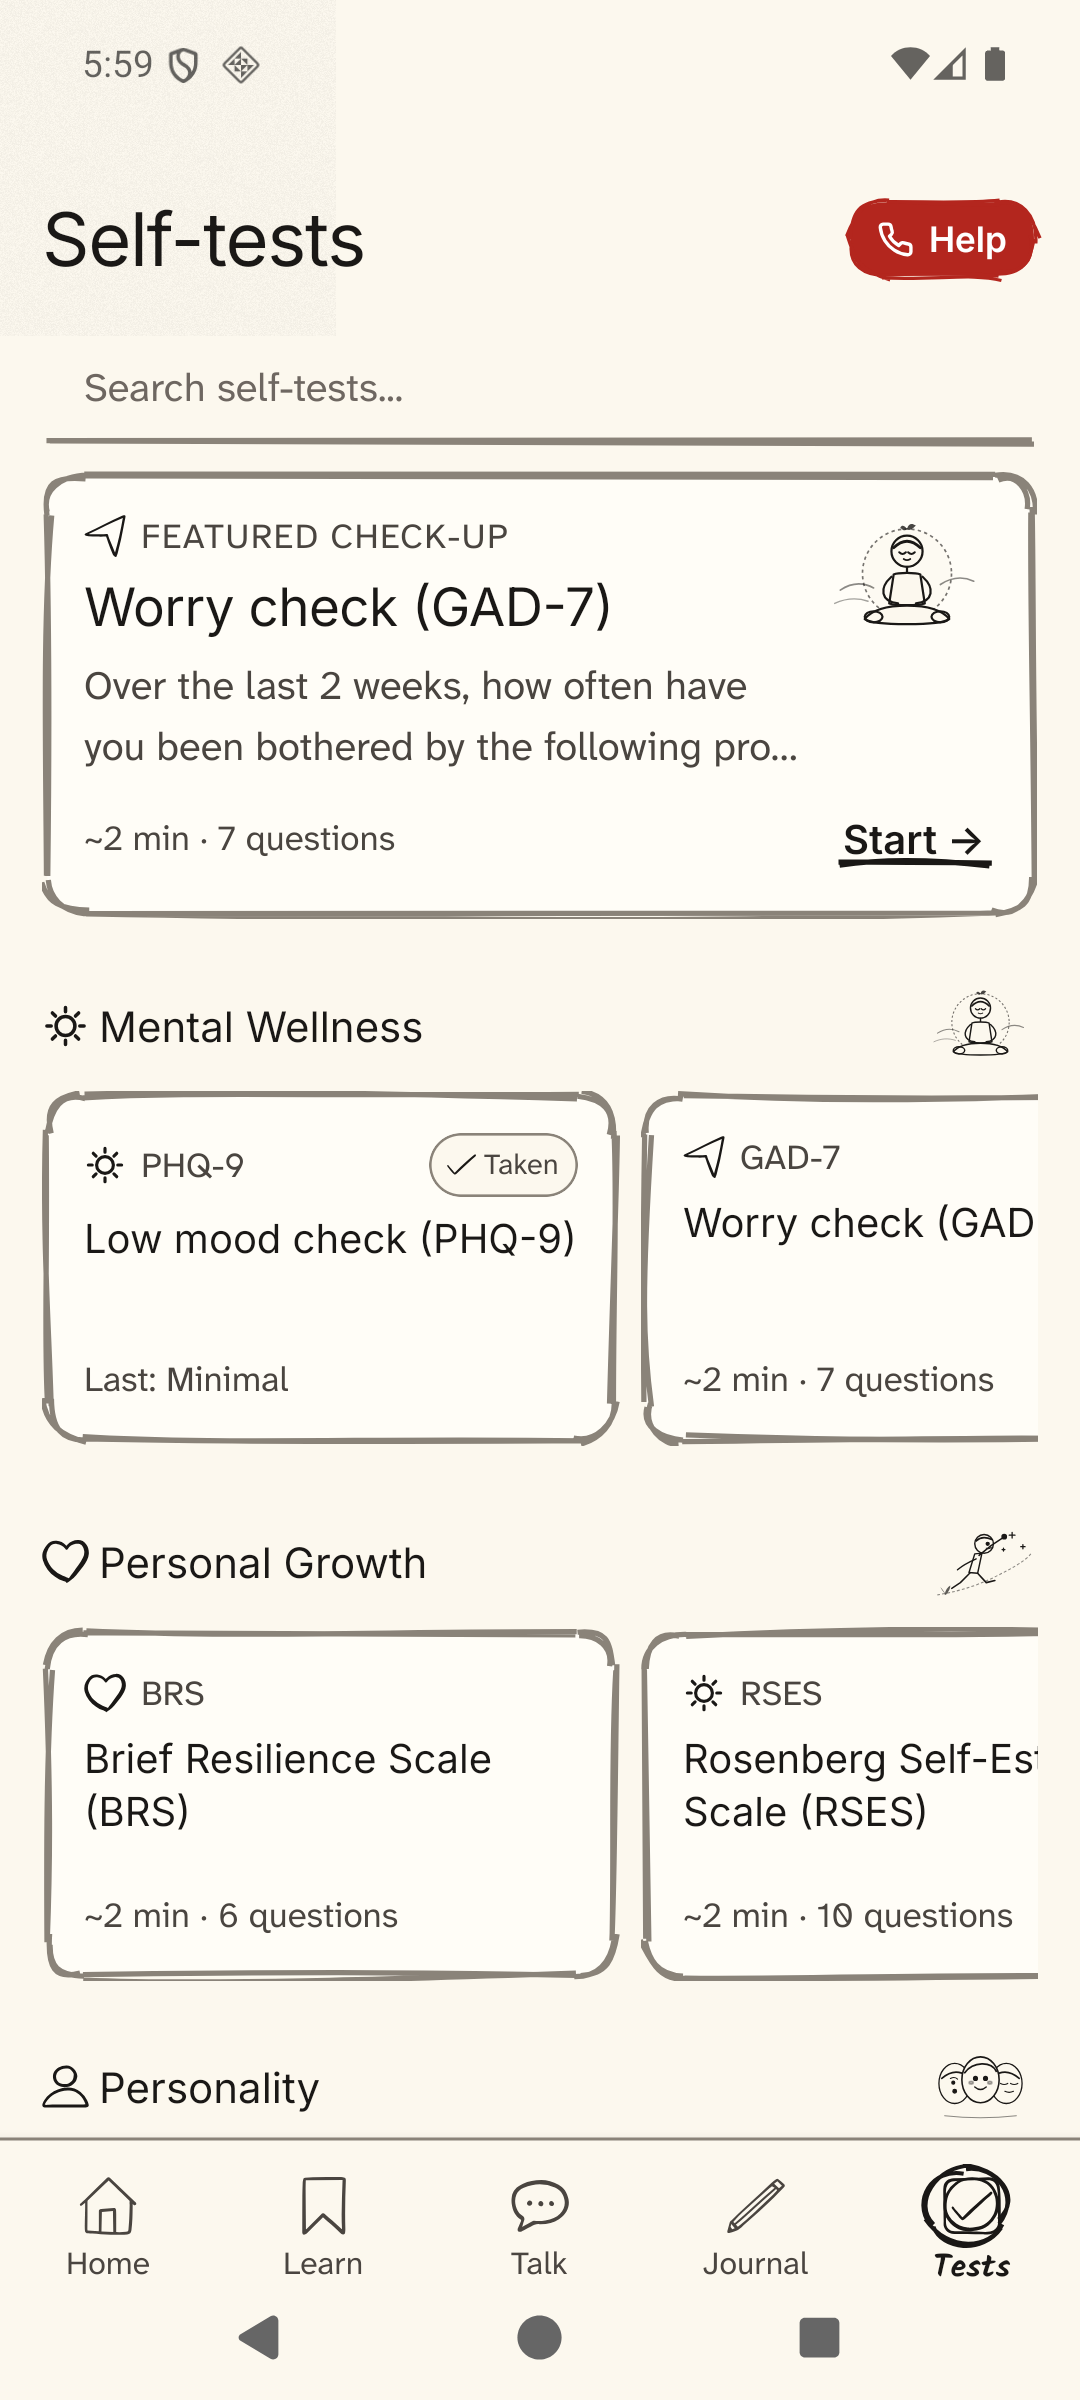 5:59
Self-tests
Help
Search self-tests...
FEATURED CHECK-UP
Worry check (GAD-7)
Over the last 2 weeks, how often have
you been bothered by the following pro...
~2 min · 7 questions
Start →
Mental Wellness
PHQ-9
Taken
Low mood check (PHQ-9)
Last: Minimal
GAD-7
Worry check (GAD
~2 min · 7 questions
Personal Growth
BRS
Brief Resilience Scale
(BRS)
~2 min · 6 questions
RSES
Rosenberg Self-Est
Scale (RSES)
~2 min · 10 questions
Personality
Home
Learn
Talk
Journal
Tests